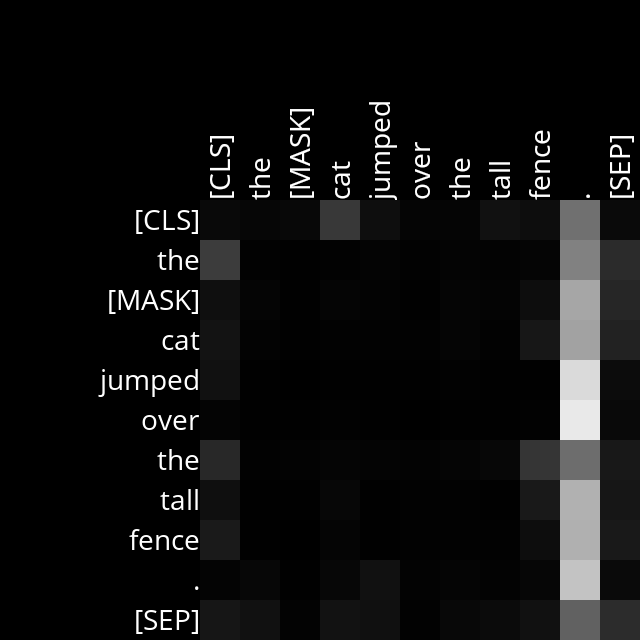 [CLS] the [MASK] cat jumped over the tall fence . [SEP]
[CLS]
the
[MASK]
cat
jumped
over
the
tall
fence
.
[SEP]